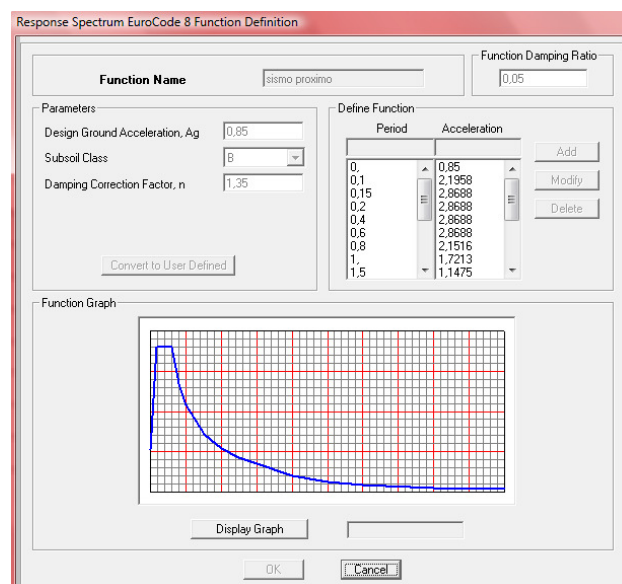 Response Spectrum EuroCode 8 Function Definition
Function Damping Ratio
Function Name
sismo proximo
0,05
Parameters
Define Function
Design Ground Acceleration, Ag
0,85
Subsoil Class
B
Damping Correction Factor, n
1,35
Convert to User Defined
Period Acceleration
0, 0,85
0,1 2,1958
0,15 2,8688
0,2 2,8688
0,4 2,8688
0,6 2,8688
0,8 2,1516
1, 1,7213
1,5 1,1475
Add
Modify
Delete
Function Graph
Display Graph
OK
Cancel